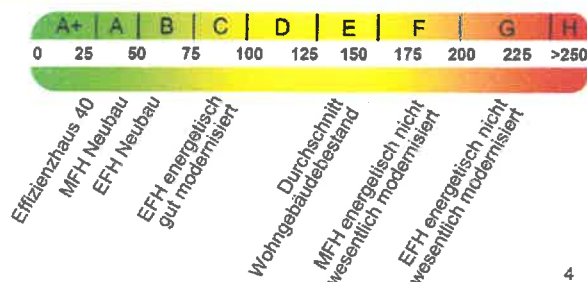 A+ A B C D E F G H
0 25 50 75 100 125 150 175 200 225 >250
Effizienzhaus 40
MFH Neubau
EFH Neubau
EFH energetisch
gut modernisiert
Durchschnitt
Wohngebäudebestand
MFH energetisch nicht
wesentlich modernisiert
EFH energetisch nicht
wesentlich modernisiert
4